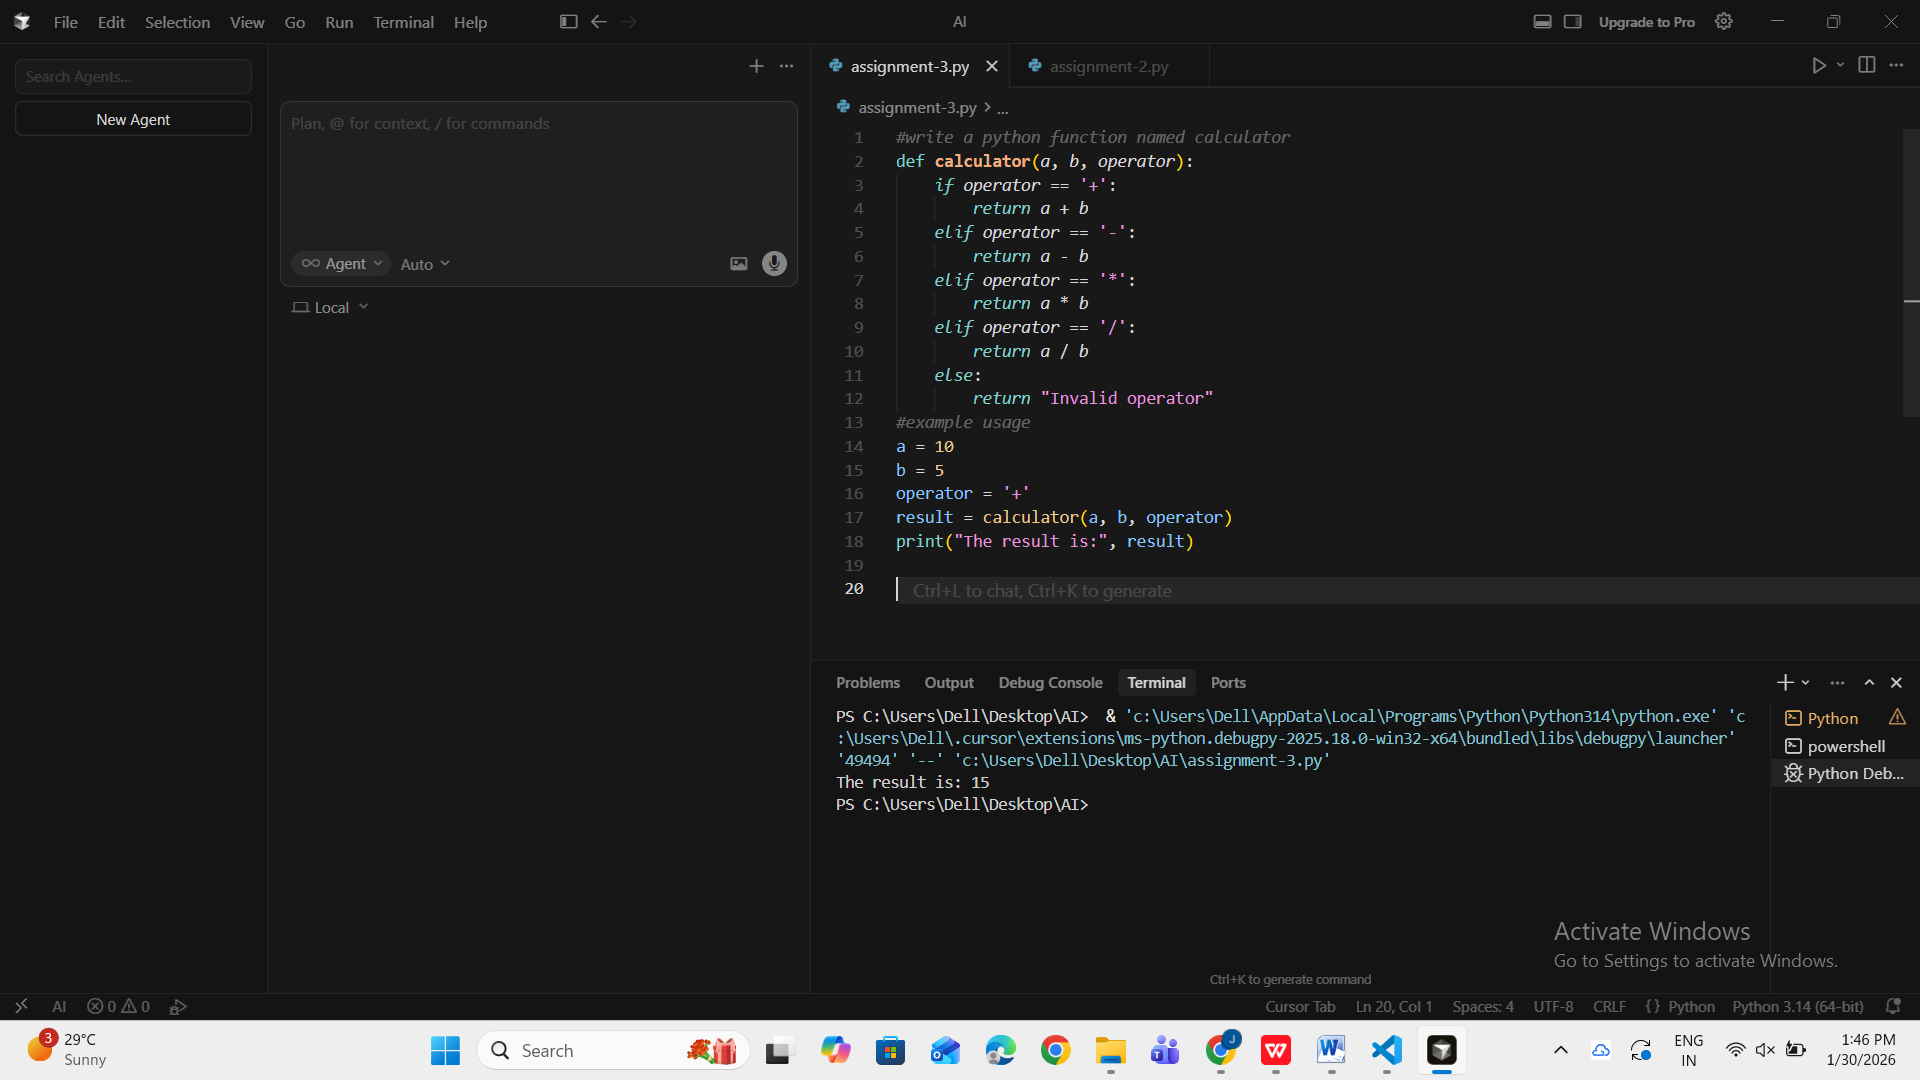 File Edit Selection View Go Run Terminal Help
AI
Upgrade to Pro
Search Agents...
New Agent
Plan, @ for context, / for commands
Agent Auto
Local
assignment-3.py
assignment-2.py
assignment-3.py > ...
1 #write a python function named calculator
2 def calculator(a, b, operator):
3 if operator == '+':
4 return a + b
5 elif operator == '-':
6 return a - b
7 elif operator == '*':
8 return a * b
9 elif operator == '/':
10 return a / b
11 else:
12 return "Invalid operator"
13 #example usage
14 a = 10
15 b = 5
16 operator = '+'
17 result = calculator(a, b, operator)
18 print("The result is:", result)
19
20 Ctrl+L to chat, Ctrl+K to generate
Problems Output Debug Console Terminal Ports
PS C:\Users\Dell\Desktop\AI> & 'c:\Users\Dell\AppData\Local\Programs\Python\Python314\python.exe' 'c
:\Users\Dell\.cursor\extensions\ms-python.debugpy-2025.18.0-win32-x64\bundled\libs\debugpy\launcher'
'49494' '--' 'c:\Users\Dell\Desktop\AI\assignment-3.py'
The result is: 15
PS C:\Users\Dell\Desktop\AI>
Python
powershell
Python Deb...
Activate Windows
Go to Settings to activate Windows.
Ctrl+K to generate command
AI 0 0
Cursor Tab Ln 20, Col 1 Spaces: 4 UTF-8 CRLF {} Python Python 3.14 (64-bit)
3
29°C
Sunny
Search
J
ENG
IN
1:46 PM
1/30/2026